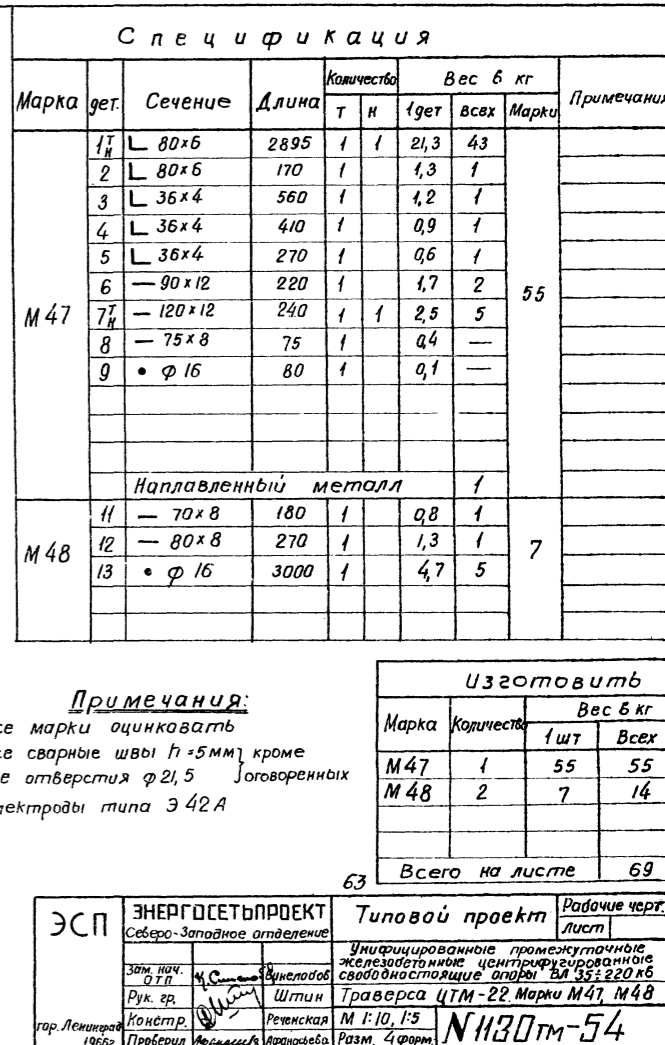 Спецификация
Марка дет. Сечение Длина Количество Вес в кг Примечания
Т Н 1дет всех Марки
М47 55
1 Т Н L 80×6 2895 1 1 21,3 43
2 L 80×6 170 1 1,3 1
3 L 36×4 560 1 1,2 1
4 L 36×4 410 1 0,9 1
5 L 36×4 270 1 0,6 1
6 — 90×12 220 1 1,7 2
7 Т Н — 120×12 240 1 1 2,5 5
8 — 75×8 75 1 0,4 —
9 • φ 16 80 1 0,1 —
Наплавленный металл 1
М48 7
11 — 70×8 180 1 0,8 1
12 — 80×8 270 1 1,3 1
13 • φ 16 3000 1 4,7 5
Примечания:
се марки оцинковать
се сварные швы h=5мм кроме
е отверстия φ21,5 оговоренных
лектроды типа Э42А
Изготовить
Марка Количество Вес в кг
1 шт Всех
М47 1 55 55
М48 2 7 14
Всего на листе 69
63
ЭСП
гор. Ленинград
ЭНЕРГОСЕТЬПРОЕКТ
Северо-Западное отделение
Типовой проект
Рабочие черт.
лист
Унифицированные промежуточные
железобетонные центрифугированные
свободностоящие опоры ВЛ 35÷220 кв
Зам. нач. ОТП
Рук. гр. Штин
Траверса ЦТМ-22 Марки М47, М48
Констр. Реченская
М 1:10, 1:5
Проверил Афанасьева
Разм. 4 форм.
N1130тм-54